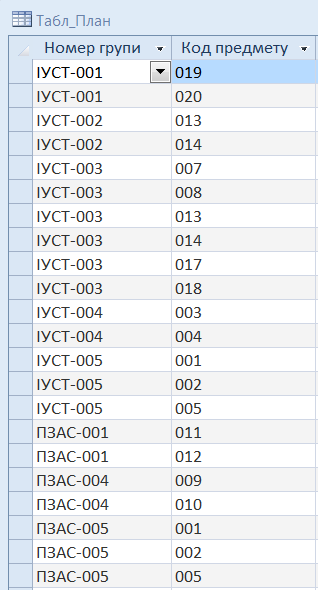 Табл_План
Номер групи Код предмету
ІУСТ-001 019
ІУСТ-001 020
ІУСТ-002 013
ІУСТ-002 014
ІУСТ-003 007
ІУСТ-003 008
ІУСТ-003 013
ІУСТ-003 014
ІУСТ-003 017
ІУСТ-003 018
ІУСТ-004 003
ІУСТ-004 004
ІУСТ-005 001
ІУСТ-005 002
ІУСТ-005 005
ПЗАС-001 011
ПЗАС-001 012
ПЗАС-004 009
ПЗАС-004 010
ПЗАС-005 001
ПЗАС-005 002
ПЗАС-005 005